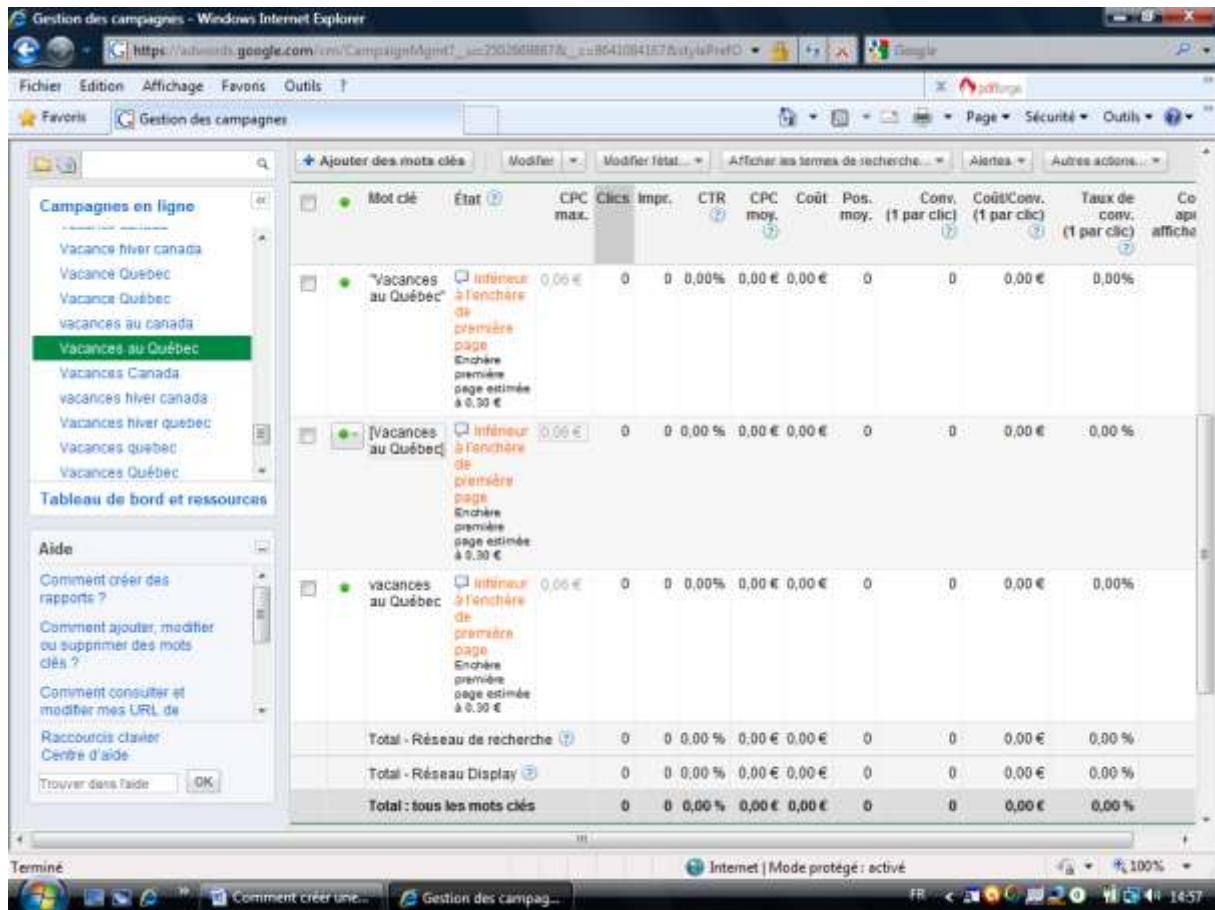 Gestion des campagnes - Windows Internet Explorer
google.com
Google
Fichier Edition Affichage Favoris Outils ?
pdfforge
Favoris Gestion des campagnes
Page Sécurité Outils
Ajouter des mots clés Modifier Modifier l'état... Afficher les termes de recherche... Alertes Autres actions...
Campagnes en ligne
Vacance hiver canada
Vacance Quebec
Vacance Québec
vacances au canada
Vacances au Québec
Vacances Canada
vacances hiver canada
Vacances hiver quebec
Vacances quebec
Vacances Québec
Tableau de bord et ressources
Aide
Comment créer des
rapports ?
Comment ajouter, modifier
ou supprimer des mots
clés ?
Comment consulter et
modifier mes URL de
Raccourcis clavier
Centre d'aide
Trouver dans l'aide OK
Mot clé État CPC Clics Impr. CTR CPC Coût Pos. Conv. Coût/Conv. Taux de Co
max. moy. moy. (1 par clic) (1 par clic) conv. apr
(1 par clic) affiche
"Vacances Inférieur 0,06 € 0 0 0,00% 0,00 € 0,00 € 0 0 0,00 € 0,00%
au Québec" à l'enchère
de
première
page
Enchère
première
page estimée
à 0.30 €
[Vacances Inférieur 0,06 € 0 0 0,00 % 0,00 € 0,00 € 0 0 0,00 € 0,00 %
au Québec] à l'enchère
de
première
page
Enchère
première
page estimée
à 0.30 €
vacances Inférieur 0,06 € 0 0 0,00% 0,00 € 0,00 € 0 0 0,00 € 0,00%
au Québec à l'enchère
de
première
page
Enchère
première
page estimée
à 0.30 €
Total - Réseau de recherche 0 0 0,00 % 0,00 € 0,00 € 0 0 0,00 € 0,00 %
Total - Réseau Display 0 0 0,00 % 0,00 € 0,00 € 0 0 0,00 € 0,00 %
Total : tous les mots clés 0 0 0,00 % 0,00 € 0,00 € 0 0 0,00 € 0,00 %
Terminé Internet | Mode protégé : activé 100%
Comment créer une... Gestion des campag... FR 14:57